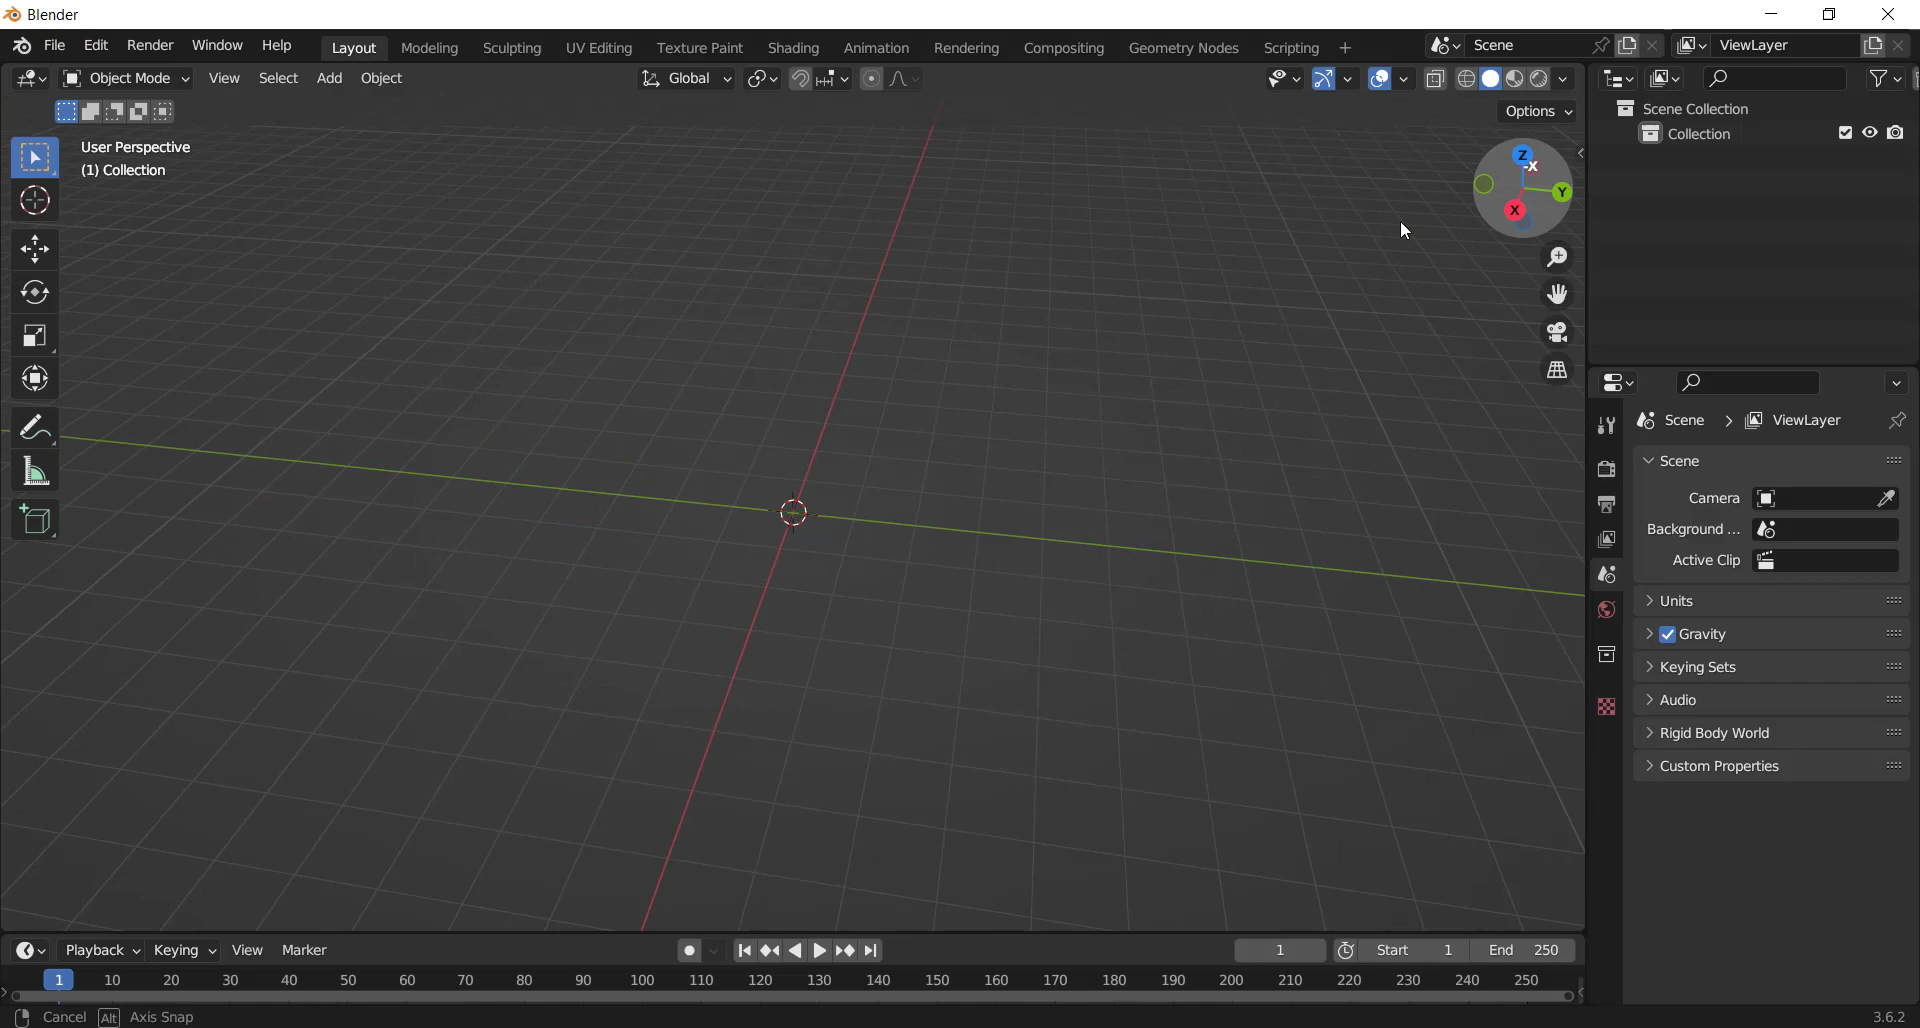 Blender
File Edit Render Window Help Layout Modeling Sculpting UV Editing Texture Paint Shading Animation Rendering Compositing Geometry Nodes Scripting + Scene ViewLayer
Object Mode View Select Add Object Global
Options
User Perspective
(1) Collection
Z
-X
Y
X
Scene Collection
Collection
Scene > ViewLayer
Scene
Camera
Background ...
Active Clip
Units
Gravity
Keying Sets
Audio
Rigid Body World
Custom Properties
Playback Keying View Marker 1 Start 1 End 250
1 10 20 30 40 50 60 70 80 90 100 110 120 130 140 150 160 170 180 190 200 210 220 230 240 250
Cancel Alt Axis Snap 3.6.2